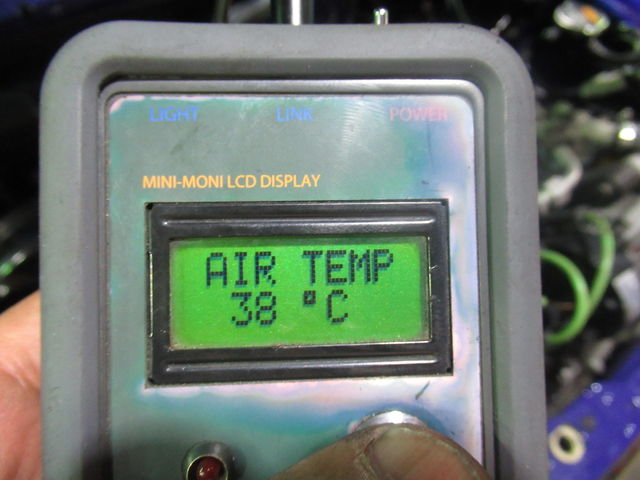 LIGHT LINK POWER
MINI-MONI LCD DISPLAY
AIR TEMP
38 °C